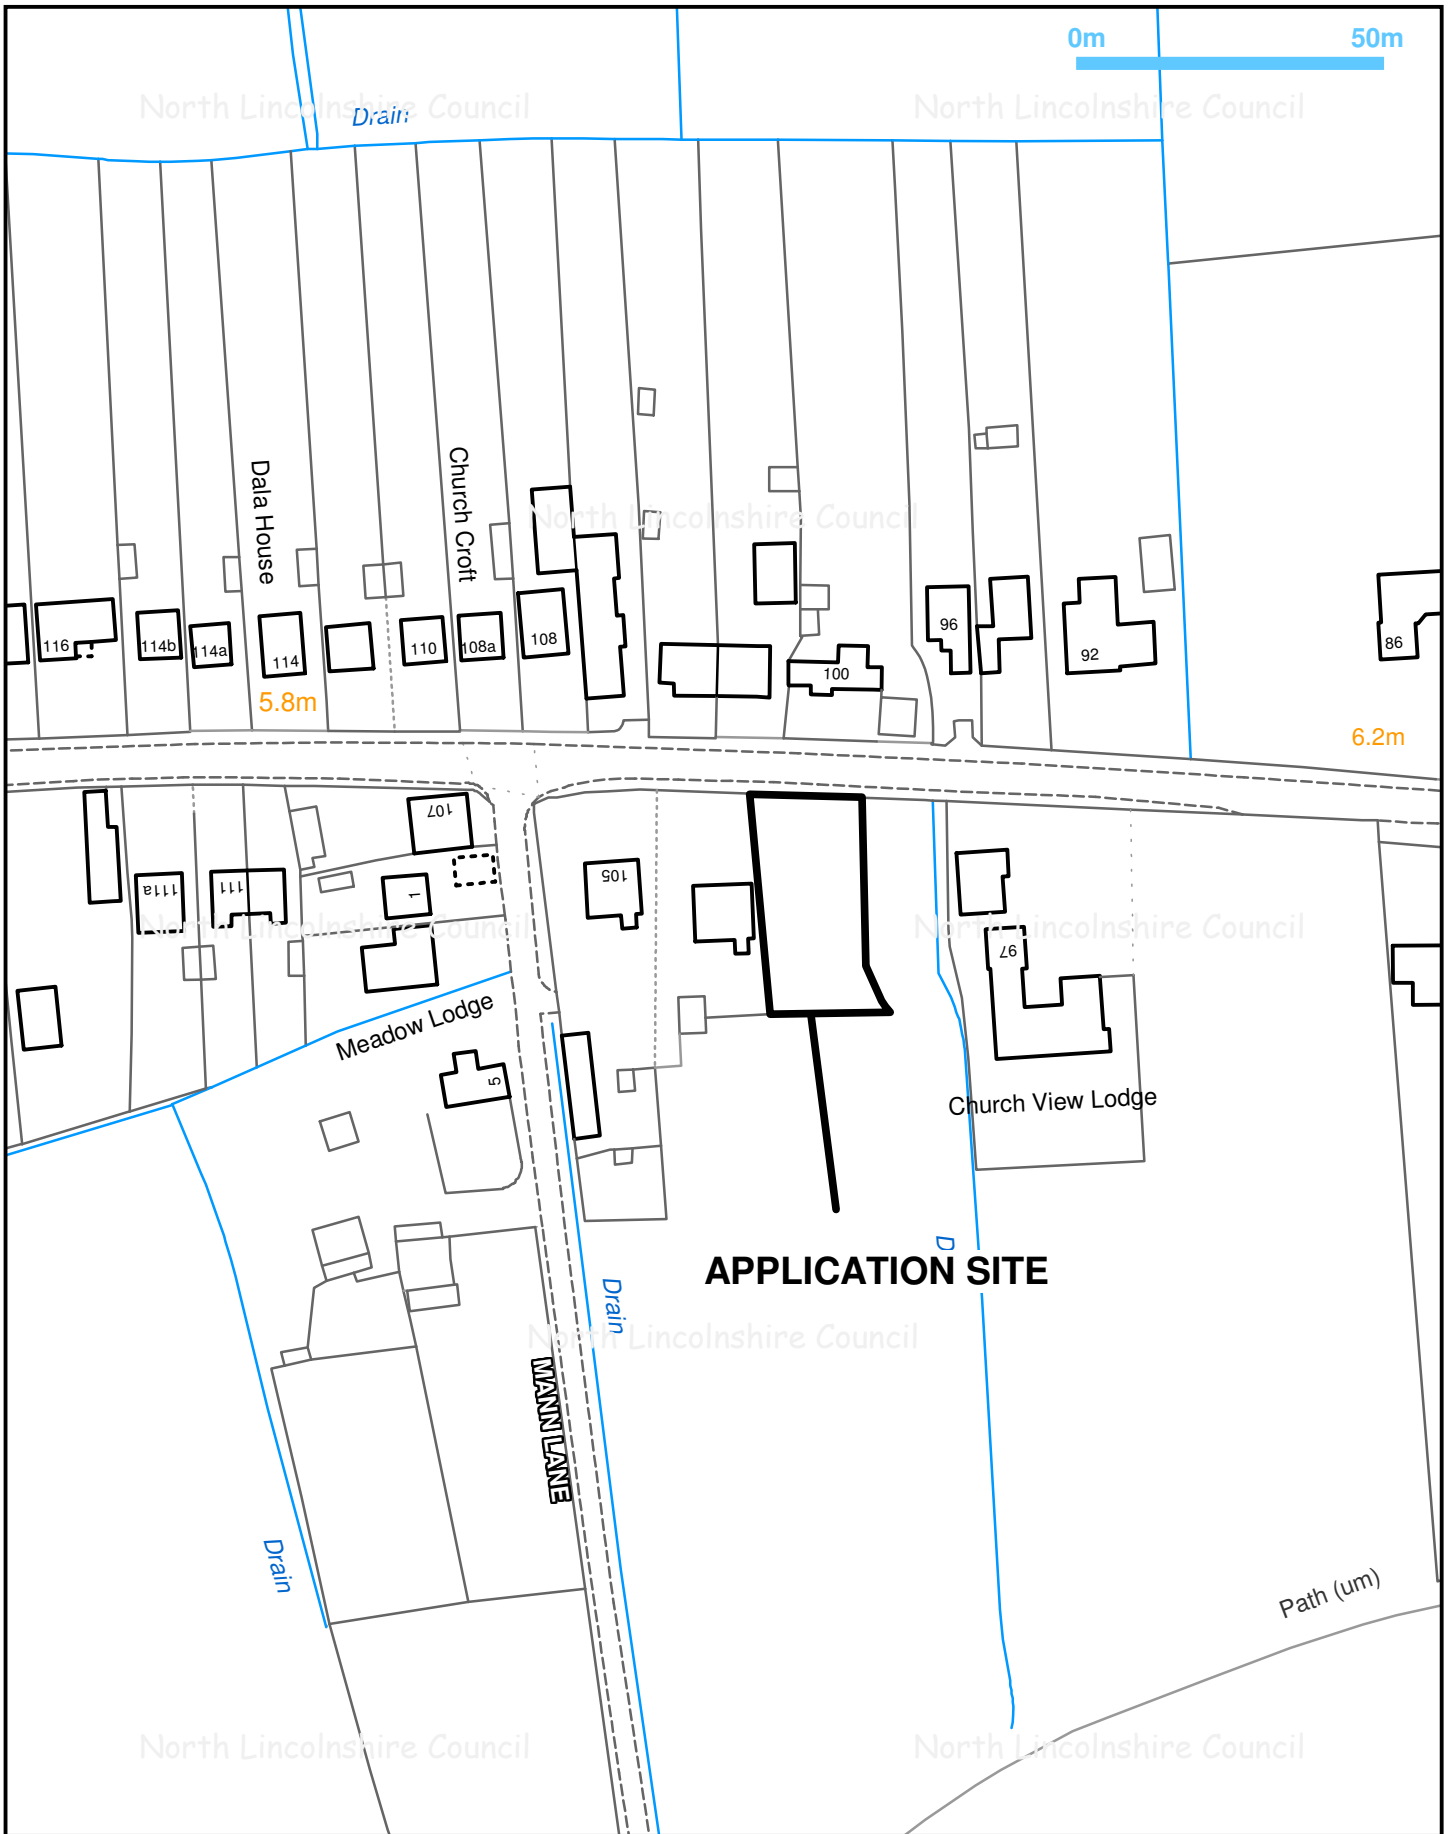 0m 50m
North Lincolnshire Council North Lincolnshire Council
Drain
Dala House
Church Croft
North Lincolnshire Council
116
114b
114a
114
110
108a
108
100
96
92
86
5.8m
6.2m
107
105
111a
111
1
97
North Lincolnshire Council North Lincolnshire Council
Meadow Lodge
5
Church View Lodge
D
APPLICATION SITE
Drain
North Lincolnshire Council
MANN LANE
Drain
Path (um)
North Lincolnshire Council North Lincolnshire Council